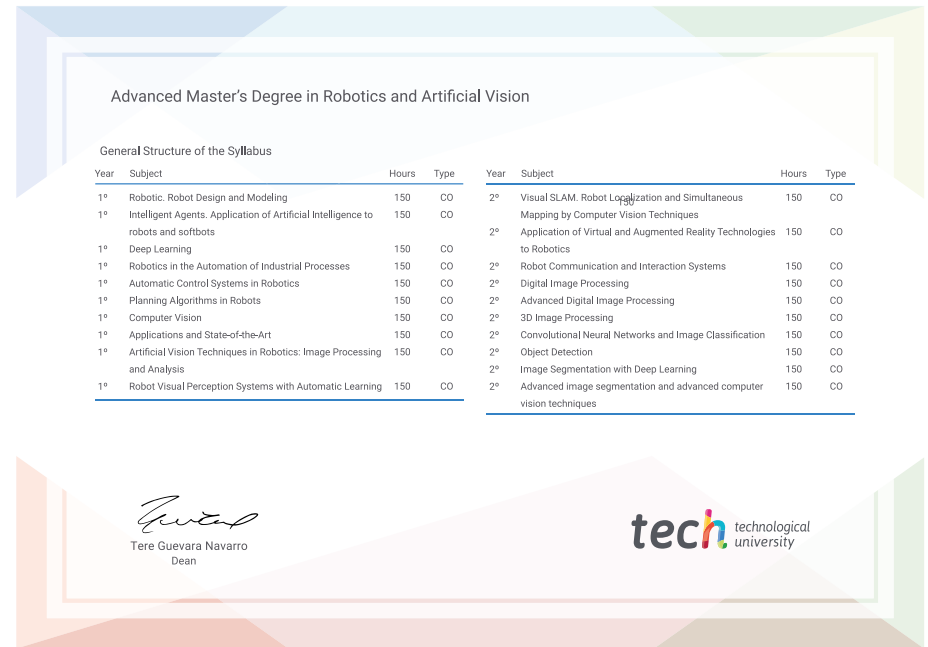 Advanced Master's Degree in Robotics and Artificial Vision
General Structure of the Syllabus
Year Subject Hours Type
1º Robotic. Robot Design and Modeling 150 CO
1º Intelligent Agents. Application of Artificial Intelligence to 150 CO
robots and softbots
1º Deep Learning 150 CO
1º Robotics in the Automation of Industrial Processes 150 CO
1º Automatic Control Systems in Robotics 150 CO
1º Planning Algorithms in Robots 150 CO
1º Computer Vision 150 CO
1º Applications and State-of-the-Art 150 CO
1º Artificial Vision Techniques in Robotics: Image Processing 150 CO
and Analysis
1º Robot Visual Perception Systems with Automatic Learning 150 CO
Year Subject Hours Type
2º Visual SLAM. Robot Localization and Simultaneous 150 CO
150
Mapping by Computer Vision Techniques
2º Application of Virtual and Augmented Reality Technologies 150 CO
to Robotics
2º Robot Communication and Interaction Systems 150 CO
2º Digital Image Processing 150 CO
2º Advanced Digital Image Processing 150 CO
2º 3D Image Processing 150 CO
2º Convolutional Neural Networks and Image Classification 150 CO
2º Object Detection 150 CO
2º Image Segmentation with Deep Learning 150 CO
2º Advanced image segmentation and advanced computer 150 CO
vision techniques
Tere Guevara Navarro
Dean
tech technological
university